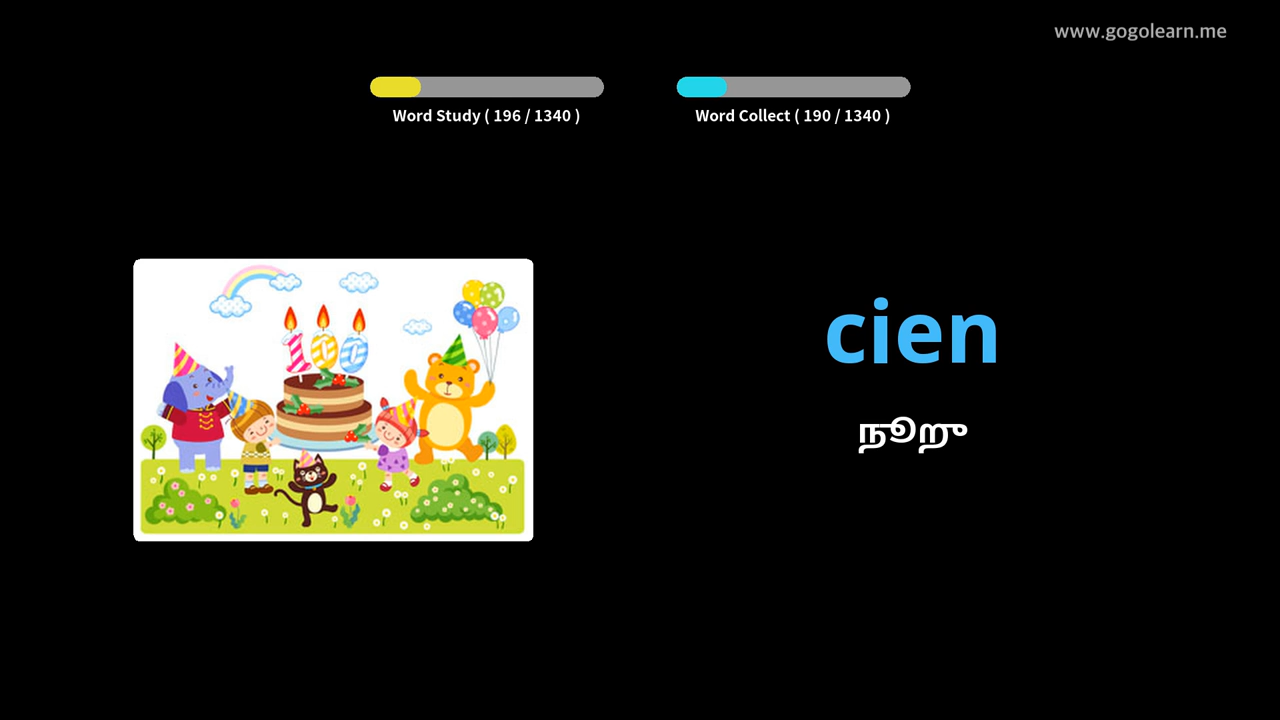 www.gogolearn.me
Word Study ( 196 / 1340 )
Word Collect ( 190 / 1340 )
100
cien
நூறு